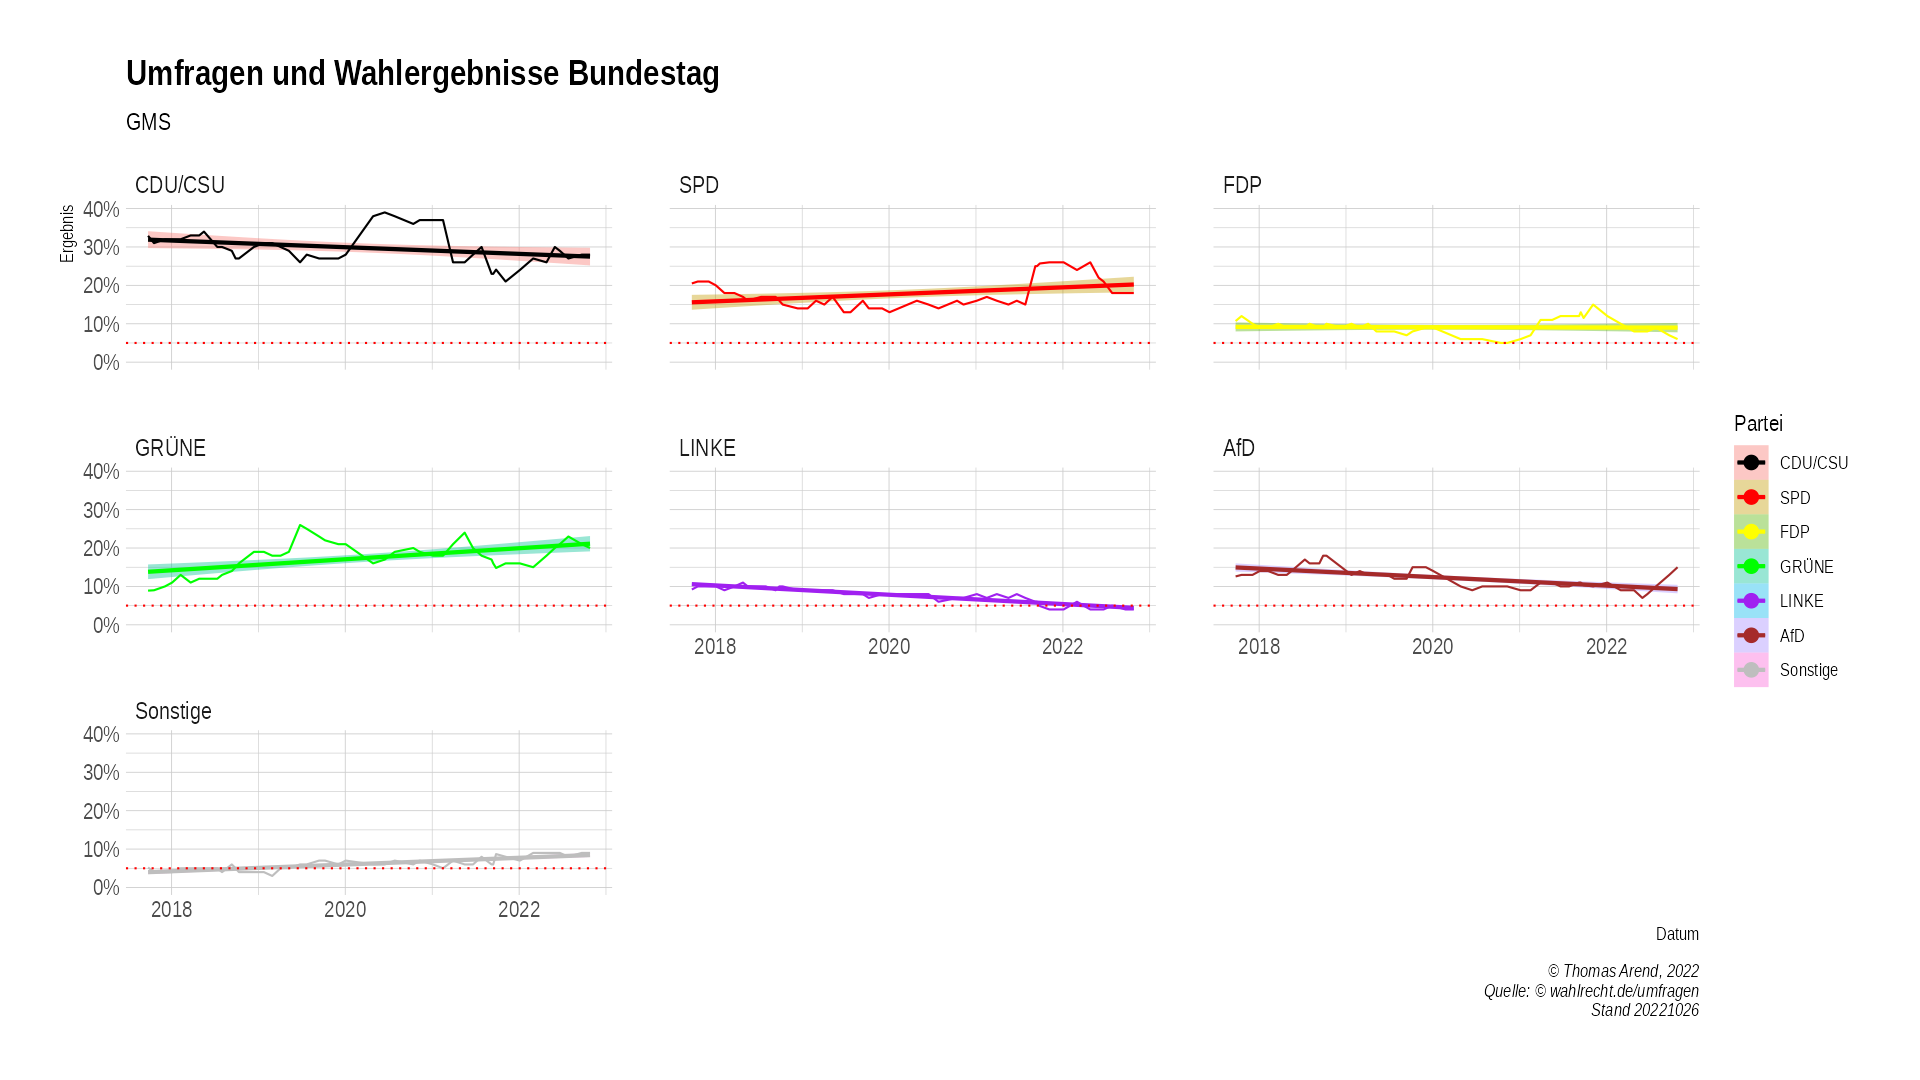 Umfragen und Wahlergebnisse Bundestag
GMS
CDU/CSU
SPD
FDP
Ergebnis
40%
30%
20%
10%
0%
GRÜNE
LINKE
AfD
40%
30%
20%
10%
0%
2018
2020
2022
2018
2020
2022
Sonstige
40%
30%
20%
10%
0%
2018
2020
2022
Partei
CDU/CSU
SPD
FDP
GRÜNE
LINKE
AfD
Sonstige
Datum
© Thomas Arend, 2022
Quelle: © wahlrecht.de/umfragen
Stand 20221026